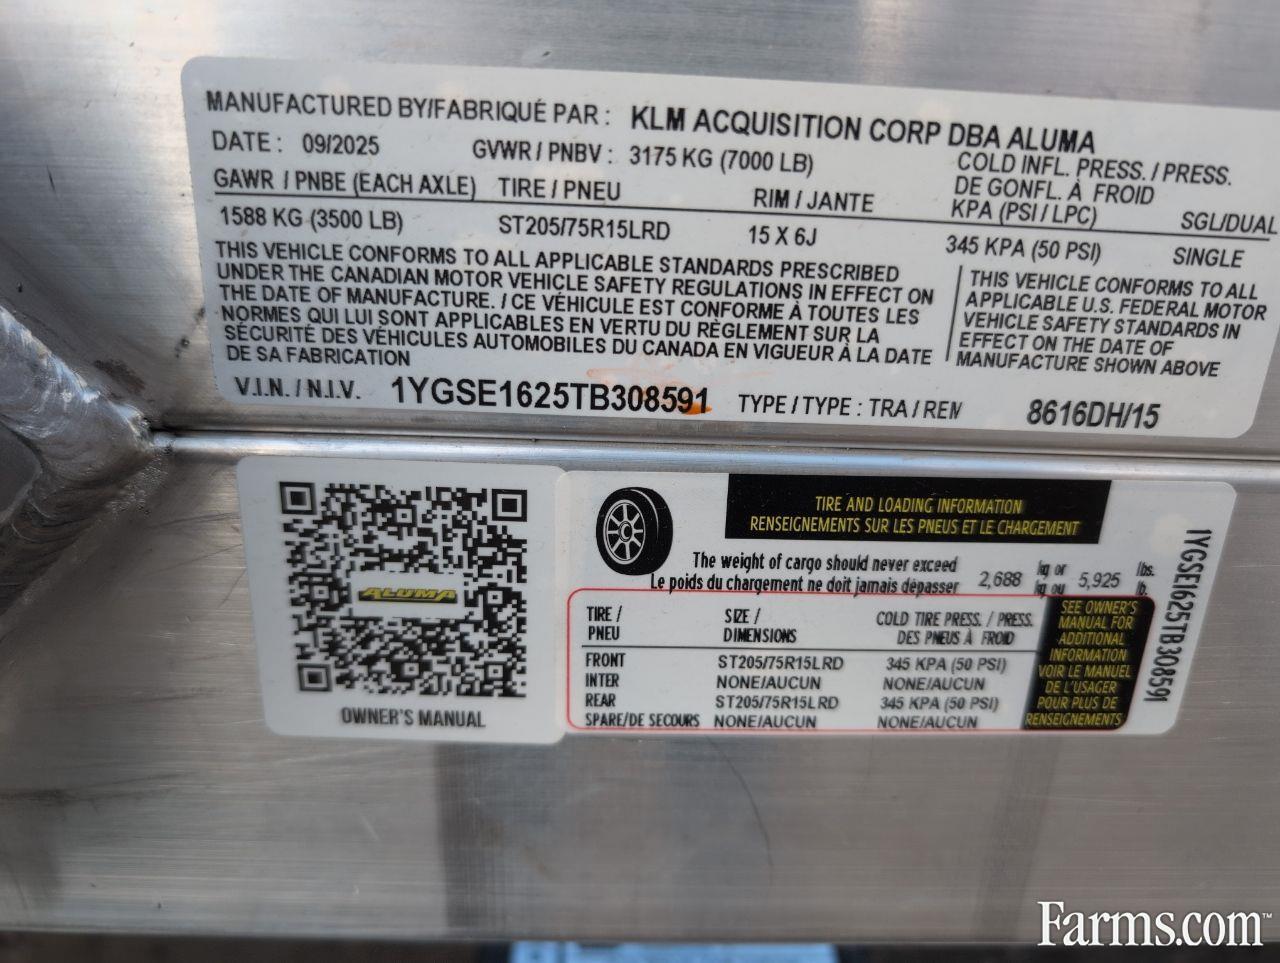 MANUFACTURED BY/FABRIQUÉ PAR : KLM ACQUISITION CORP DBA ALUMA
DATE : 09/2025 GVWR / PNBV : 3175 KG (7000 LB)
COLD INFL. PRESS. / PRESS.
DE GONFL. À FROID
GAWR / PNBE (EACH AXLE) TIRE / PNEU RIM / JANTE KPA (PSI / LPC) SGL/DUAL
1588 KG (3500 LB) ST205/75R15LRD 15 X 6J 345 KPA (50 PSI) SINGLE
THIS VEHICLE CONFORMS TO ALL APPLICABLE STANDARDS PRESCRIBED
UNDER THE CANADIAN MOTOR VEHICLE SAFETY REGULATIONS IN EFFECT ON
THE DATE OF MANUFACTURE. / CE VÉHICULE EST CONFORME À TOUTES LES
NORMES QUI LUI SONT APPLICABLES EN VERTU DU RÈGLEMENT SUR LA
SÉCURITÉ DES VÉHICULES AUTOMOBILES DU CANADA EN VIGUEUR À LA DATE
DE SA FABRICATION
THIS VEHICLE CONFORMS TO ALL
APPLICABLE U.S. FEDERAL MOTOR
VEHICLE SAFETY STANDARDS IN
EFFECT ON THE DATE OF
MANUFACTURE SHOWN ABOVE
V.I.N. / N.I.V. 1YGSE1625TB308591 TYPE / TYPE : TRA / REM 8616DH/15
ALUMA
OWNER'S MANUAL
TIRE AND LOADING INFORMATION
RENSEIGNEMENTS SUR LES PNEUS ET LE CHARGEMENT
The weight of cargo should never exceed
Le poids du chargement ne doit jamais dépasser 2,688 kg or kg ou 5,925 lbs. lb.
TIRE / PNEU SIZE / DIMENSIONS COLD TIRE PRESS. / PRESS. DES PNEUS À FROID
FRONT ST205/75R15LRD 345 KPA (50 PSI)
INTER NONE/AUCUN NONE/AUCUN
REAR ST205/75R15LRD 345 KPA (50 PSI)
SPARE/DE SECOURS NONE/AUCUN NONE/AUCUN
SEE OWNER'S
MANUAL FOR
ADDITIONAL
INFORMATION
VOIR LE MANUEL
DE L'USAGER
POUR PLUS DE
RENSEIGNEMENTS
1YGSE1625TB308591
Farms.com™